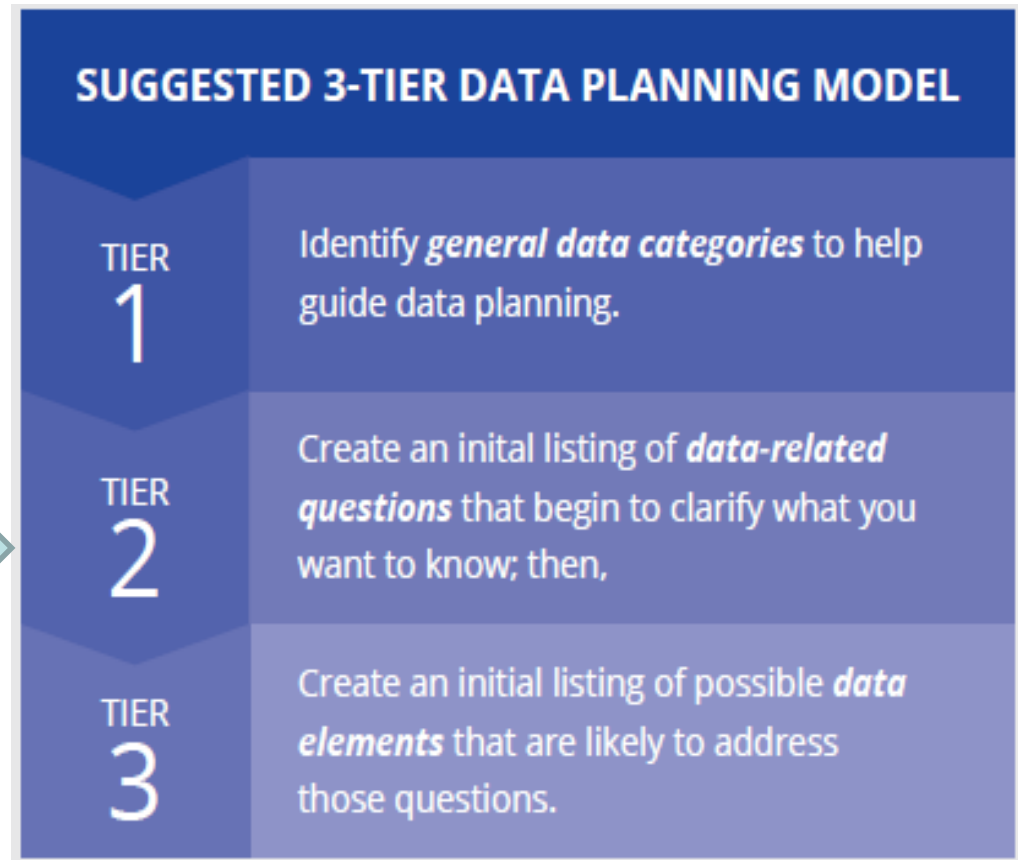 SUGGESTED 3-TIER DATA PLANNING MODEL
TIER
1
Identify general data categories to help
guide data planning.
TIER
2
Create an inital listing of data-related
questions that begin to clarify what you
want to know; then,
TIER
3
Create an initial listing of possible data
elements that are likely to address
those questions.